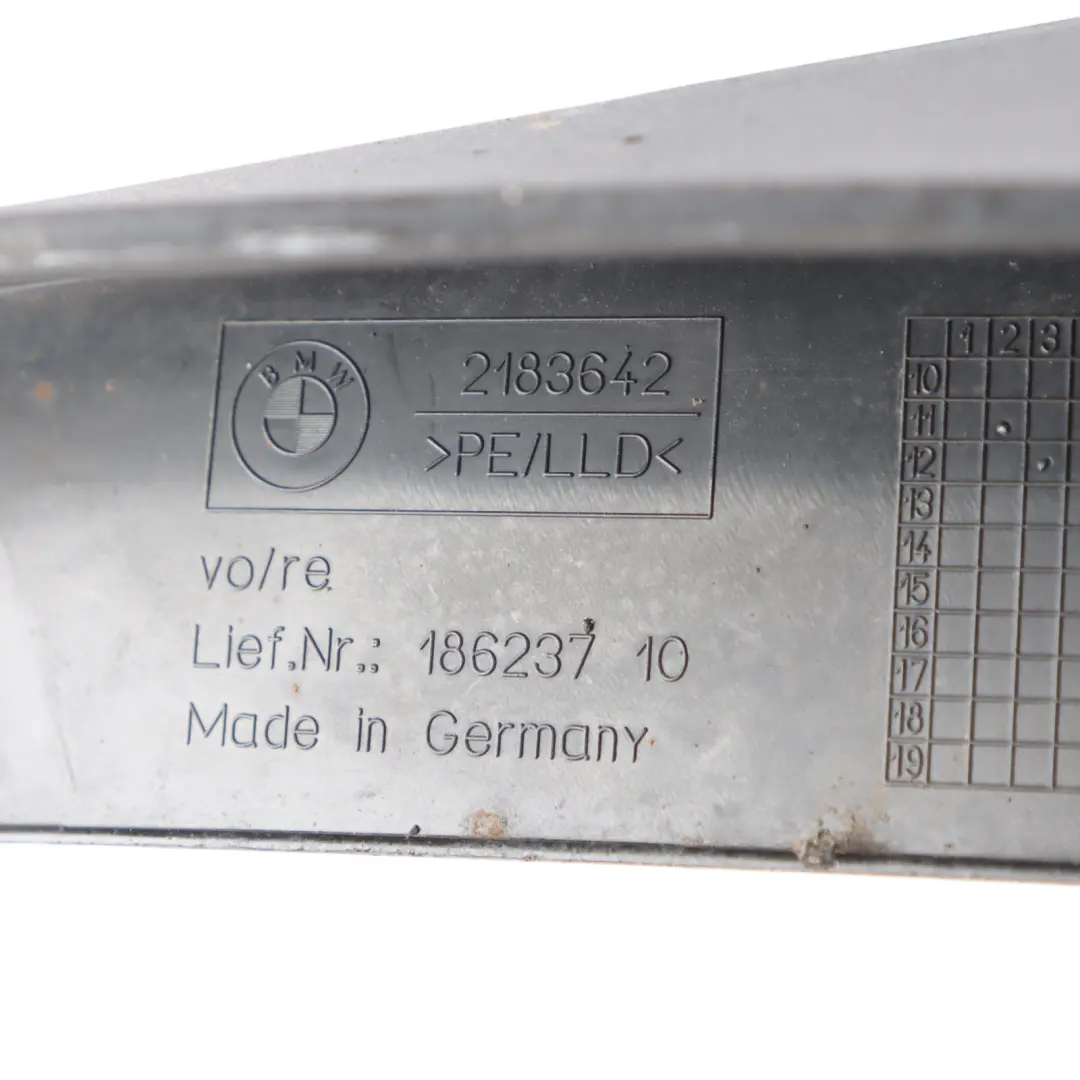 BMW
2183642
>PE/LLD<
vo/re
Lief.Nr.: 186237 10
Made in Germany
1 2 3
10
11
12
13
14
15
16
17
18
19